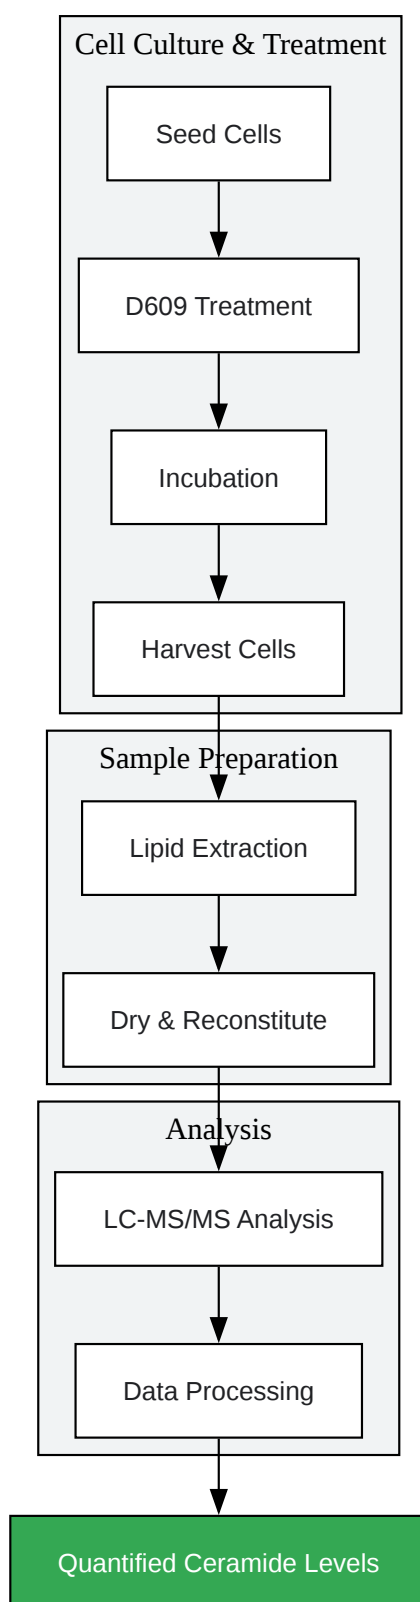 Cell Culture & Treatment
Seed Cells
D609 Treatment
Incubation
Harvest Cells
Sample Preparation
Lipid Extraction
Dry & Reconstitute
Analysis
LC-MS/MS Analysis
Data Processing
Quantified Ceramide Levels